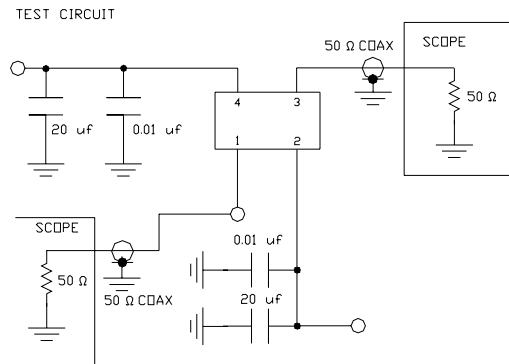 TEST CIRCUIT
50 Ω COAX
SCOPE
4
3
50 Ω
20 uf
0.01 uf
1
2
SCOPE
0.01 uf
50 Ω
50 Ω COAX
20 uf